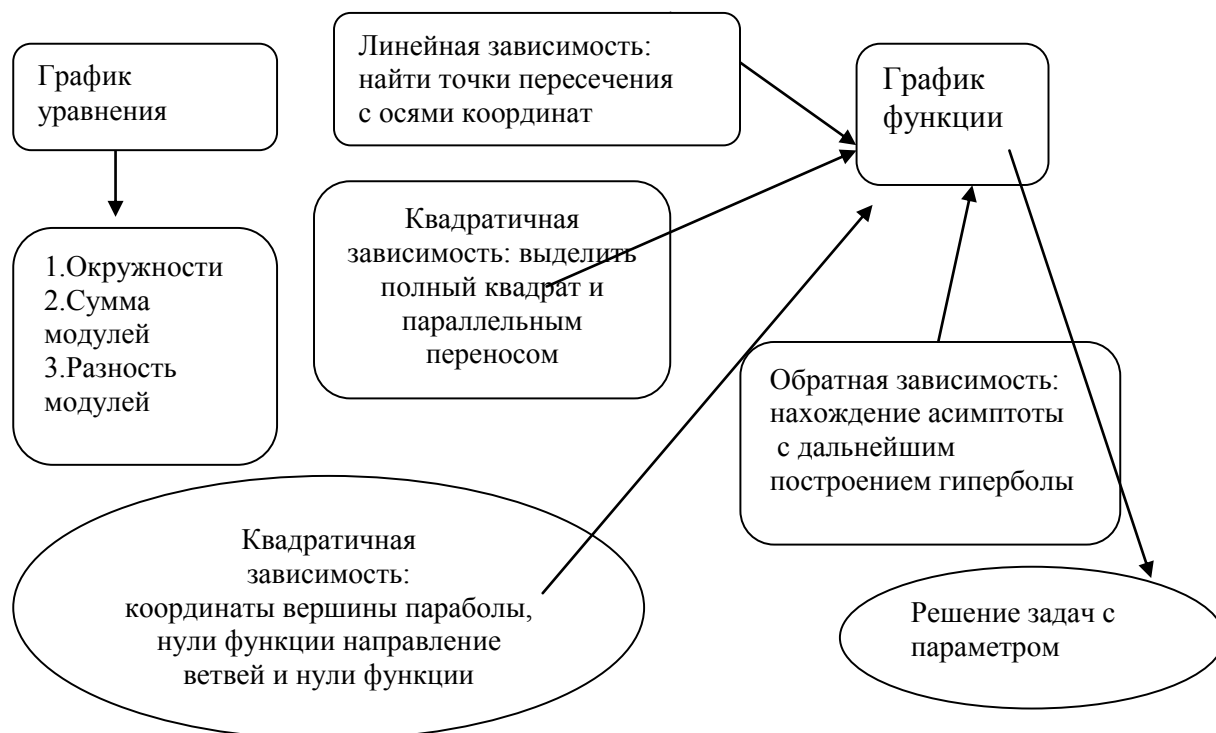 График
уравнения
Линейная зависимость:
найти точки пересечения
с осями координат
График
функции
1.Окружности
2.Сумма
модулей
3.Разность
модулей
Квадратичная
зависимость: выделить
полный квадрат и
параллельным
переносом
Обратная зависимость:
нахождение асимптоты
с дальнейшим
построением гиперболы
Квадратичная
зависимость:
координаты вершины параболы,
нули функции направление
ветвей и нули функции
Решение задач с
параметром